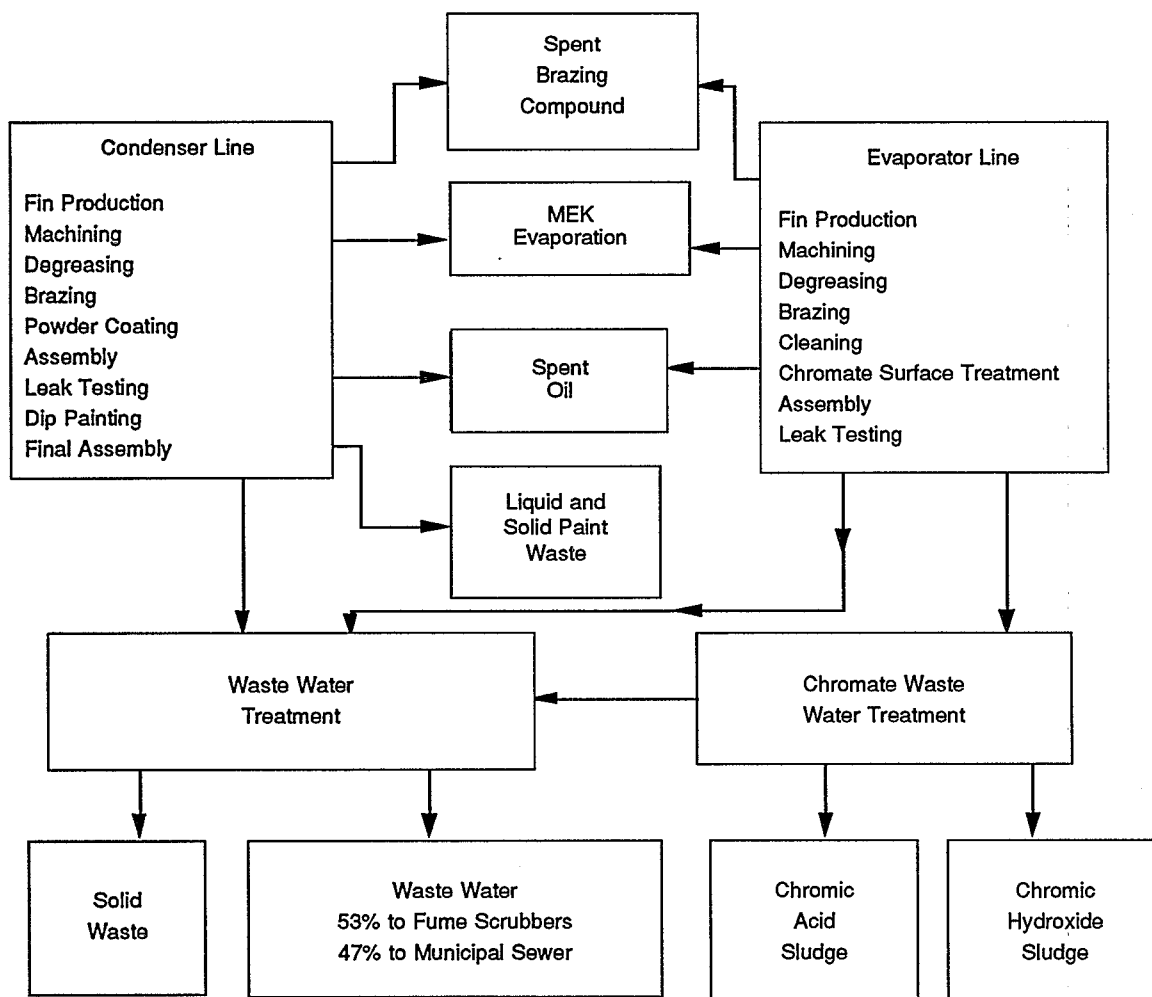 Spent
Brazing
Compound
Condenser Line
Fin Production
Machining
Degreasing
Brazing
Powder Coating
Assembly
Leak Testing
Dip Painting
Final Assembly
MEK
Evaporation
Spent
Oil
Liquid and
Solid Paint
Waste
Evaporator Line
Fin Production
Machining
Degreasing
Brazing
Cleaning
Chromate Surface Treatment
Assembly
Leak Testing
Waste Water
Treatment
Chromate Waste
Water Treatment
Solid
Waste
Waste Water
53% to Fume Scrubbers
47% to Municipal Sewer
Chromic
Acid
Sludge
Chromic
Hydroxide
Sludge